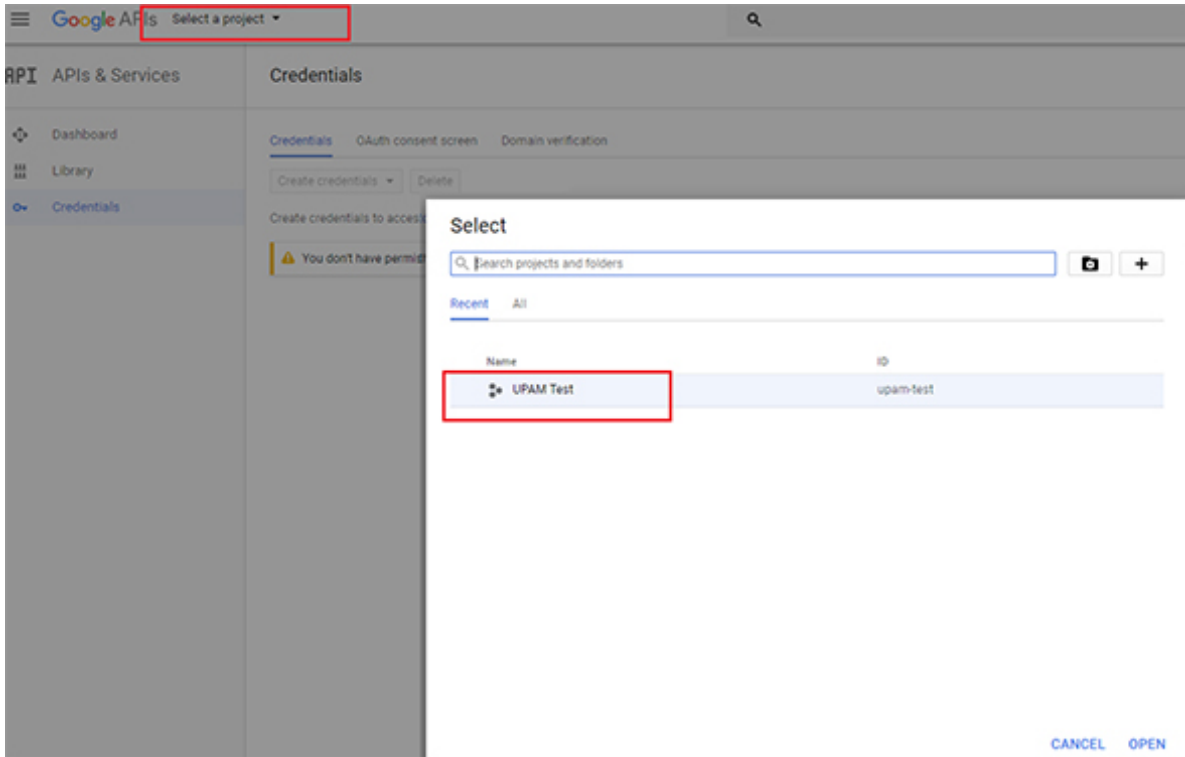 Google APIs Select a project
API APIs & Services
Credentials
Dashboard
Library
Credentials
Credentials OAuth consent screen Domain verification
Create credentials Delete
Create credentials to access
You don't have permis
Select
Search projects and folders
Recent All
Name ID
UPAM Test upam-test
CANCEL OPEN